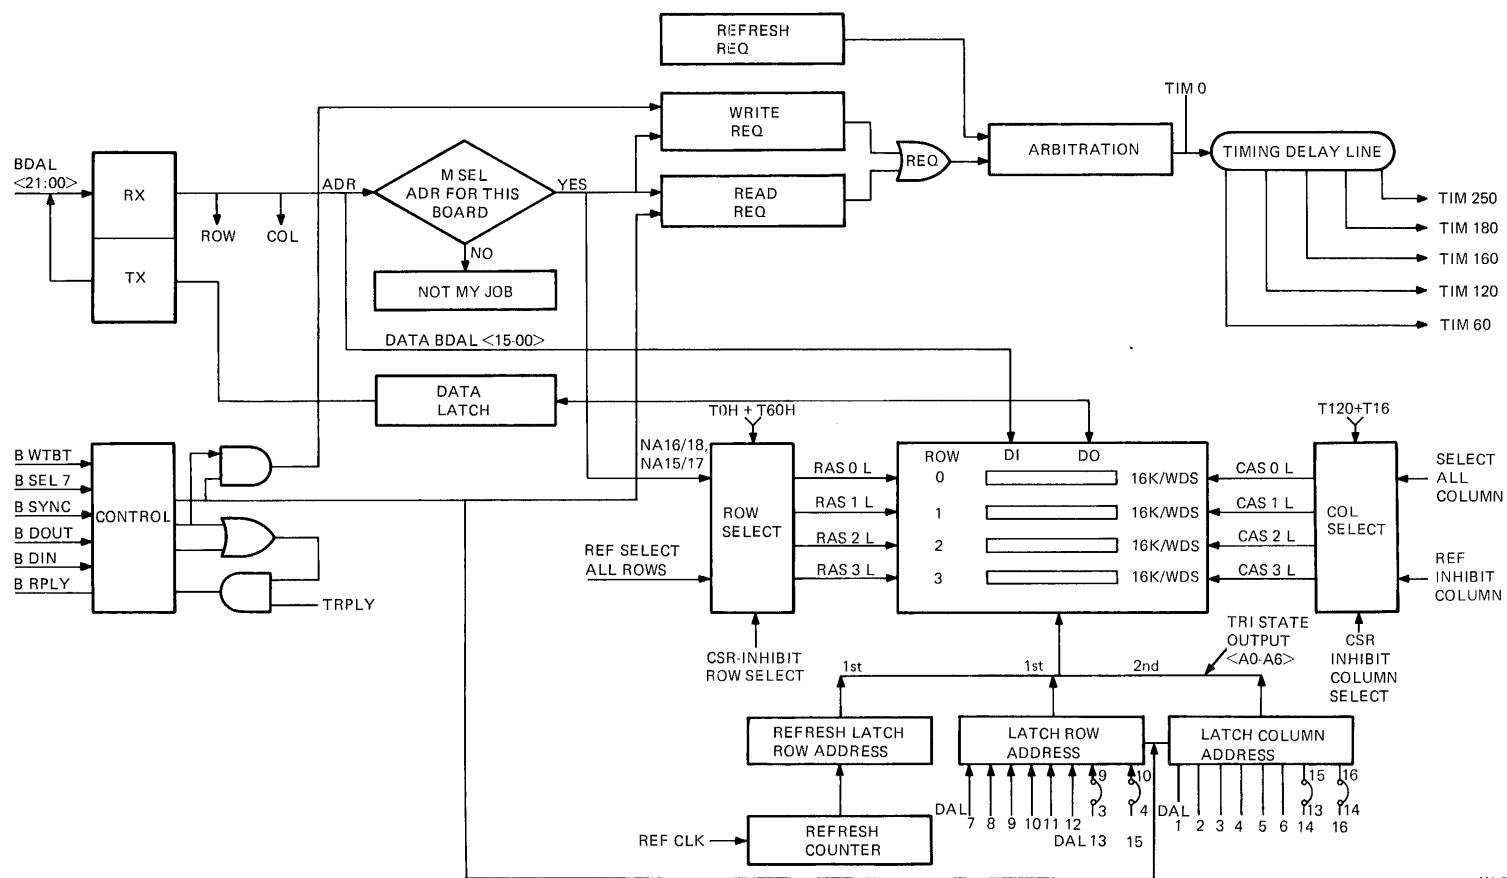 REFRESH
REQ
TIM 0
WRITE
REQ
BDAL
<21:00>
RX
ADR
M SEL
ADR FOR THIS
BOARD
YES
REQ
ARBITRATION
TIMING DELAY LINE
READ
REQ
TIM 250
ROW
COL
TIM 180
NO
TX
TIM 160
NOT MY JOB
TIM 120
TIM 60
DATA BDAL <15-00>
DATA
LATCH
T0H + T60H
T120+T16
NA16/18,
NA15/17
B WTBT
B SEL 7
B SYNC
B DOUT
B DIN
B RPLY
CONTROL
TRPLY
ROW
SELECT
REF SELECT
ALL ROWS
RAS 0 L
RAS 1 L
RAS 2 L
RAS 3 L
ROW
DI
DO
0
16K/WDS
1
16K/WDS
2
16K/WDS
3
16K/WDS
CAS 0 L
CAS 1 L
CAS 2 L
CAS 3 L
COL
SELECT
SELECT
ALL
COLUMN
REF
INHIBIT
COLUMN
CSR-INHIBIT
ROW SELECT
1st
1st
2nd
TRI STATE
OUTPUT
<A0-A6>
CSR
INHIBIT
COLUMN
SELECT
REFRESH LATCH
ROW ADDRESS
LATCH ROW
ADDRESS
LATCH COLUMN
ADDRESS
9
10
15
16
DAL
7
8
9
10
11
12
3
4
DAL 13
15
DAL
1
2
3
4
5
6
13
14
14
16
REF CLK
REFRESH
COUNTER